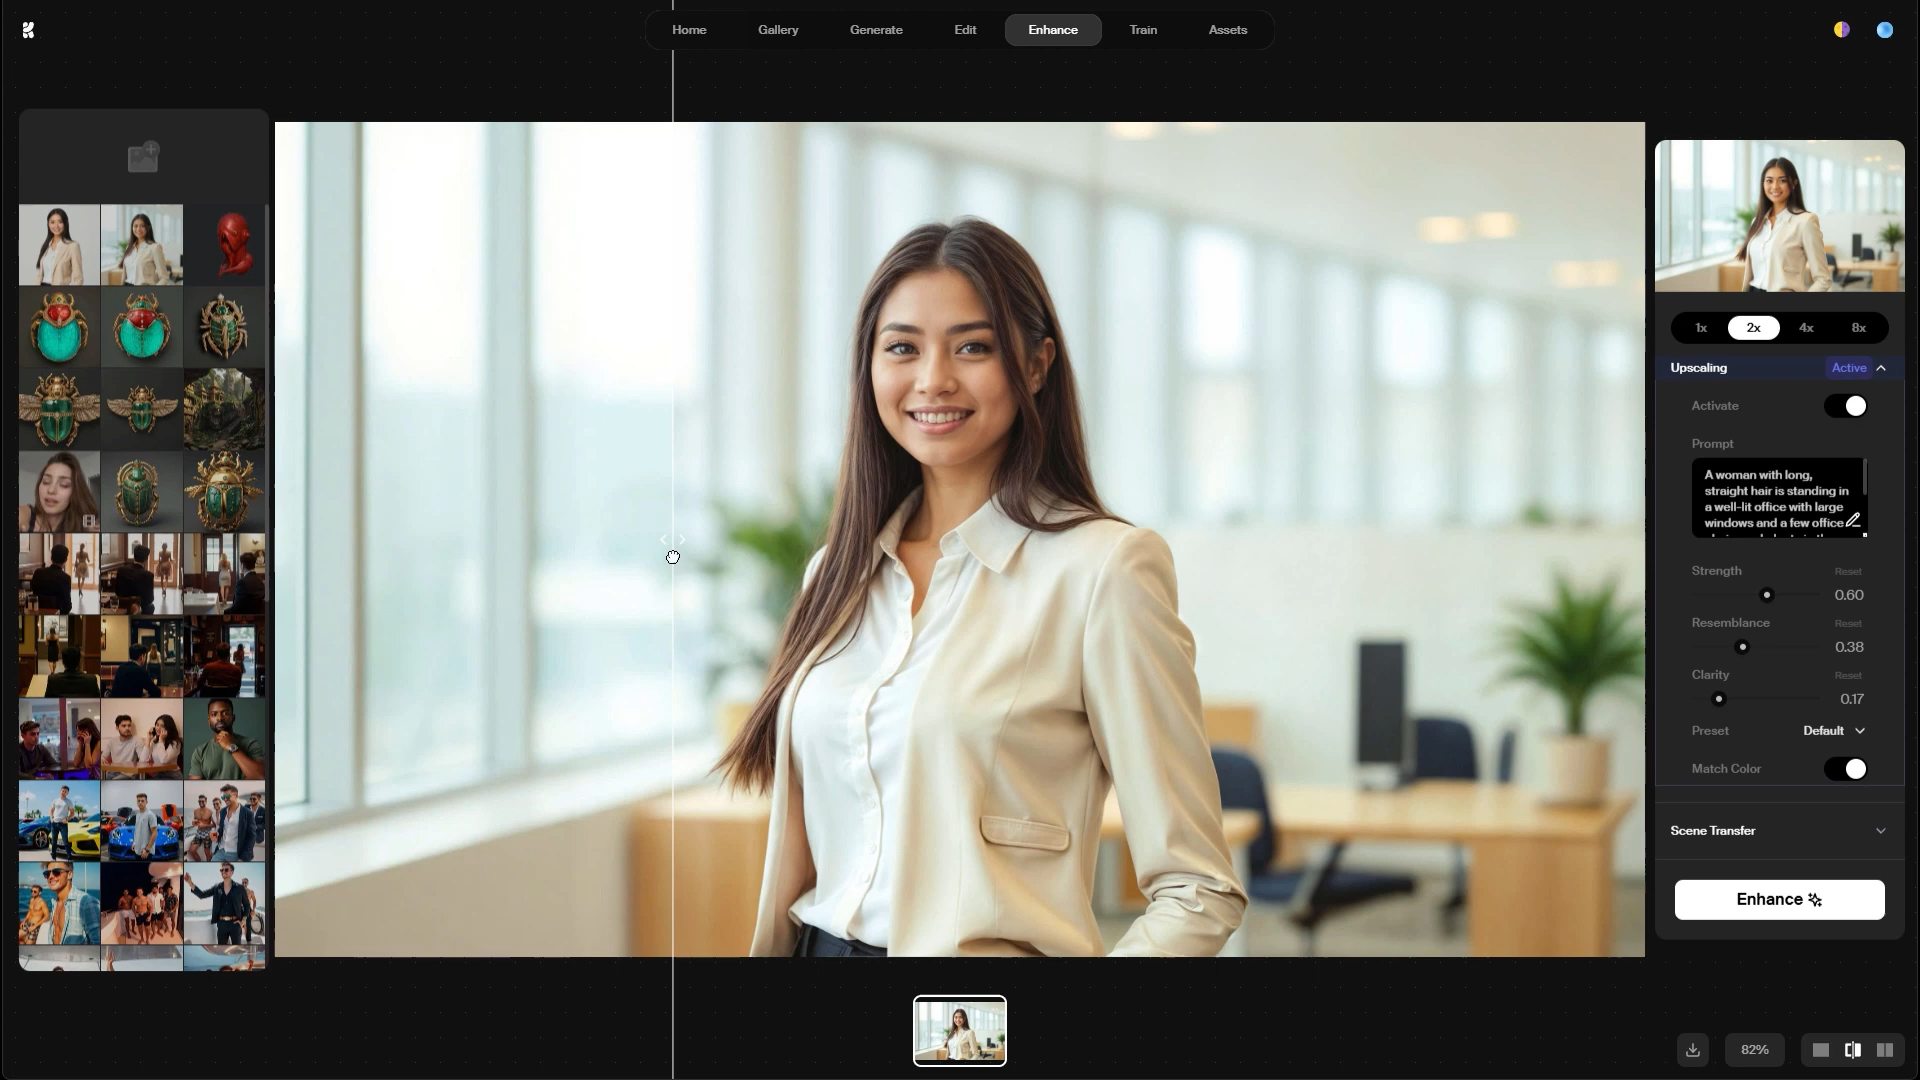 Home
Gallery
Generate
Edit
Enhance
Train
Assets
1x
2x
4x
8x
Upscaling
Active
Activate
Prompt
A woman with long,
straight hair is standing in
a well-lit office with large
windows and a few office
Strength
Reset
0.60
Resemblance
Reset
0.38
Clarity
Reset
0.17
Preset
Default
Match Color
Scene Transfer
Enhance
82%